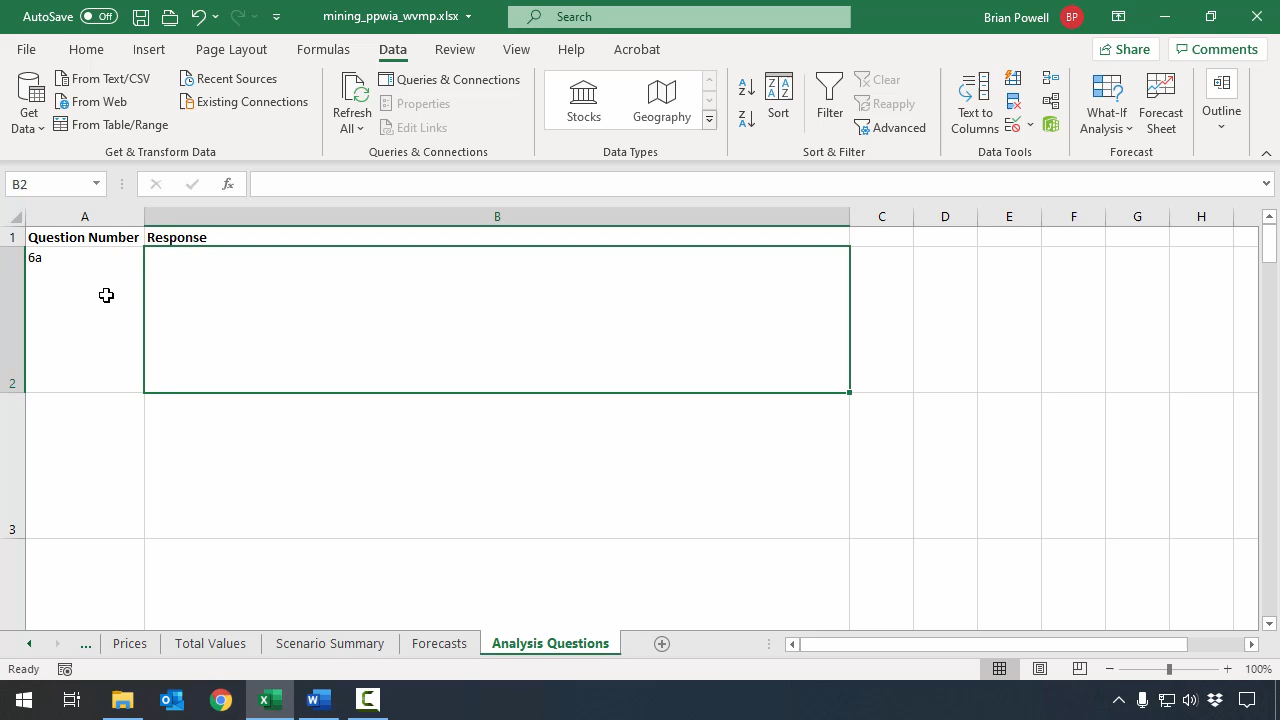 AutoSave Off mining_ppwia_wvmp.xlsx Search Brian Powell BP
File Home Insert Page Layout Formulas Data Review View Help Acrobat Share Comments
Get Data
From Text/CSV
From Web
From Table/Range
Recent Sources
Existing Connections
Get & Transform Data
Refresh All
Queries & Connections
Properties
Edit Links
Queries & Connections
Stocks
Geography
Data Types
Sort
Filter
Clear
Reapply
Advanced
Sort & Filter
Text to Columns
Data Tools
What-If Analysis
Forecast Sheet
Forecast
Outline
B2 fx
A B C D E F G H
1 Question Number Response
6a
2
3
... Prices Total Values Scenario Summary Forecasts Analysis Questions
Ready 100%